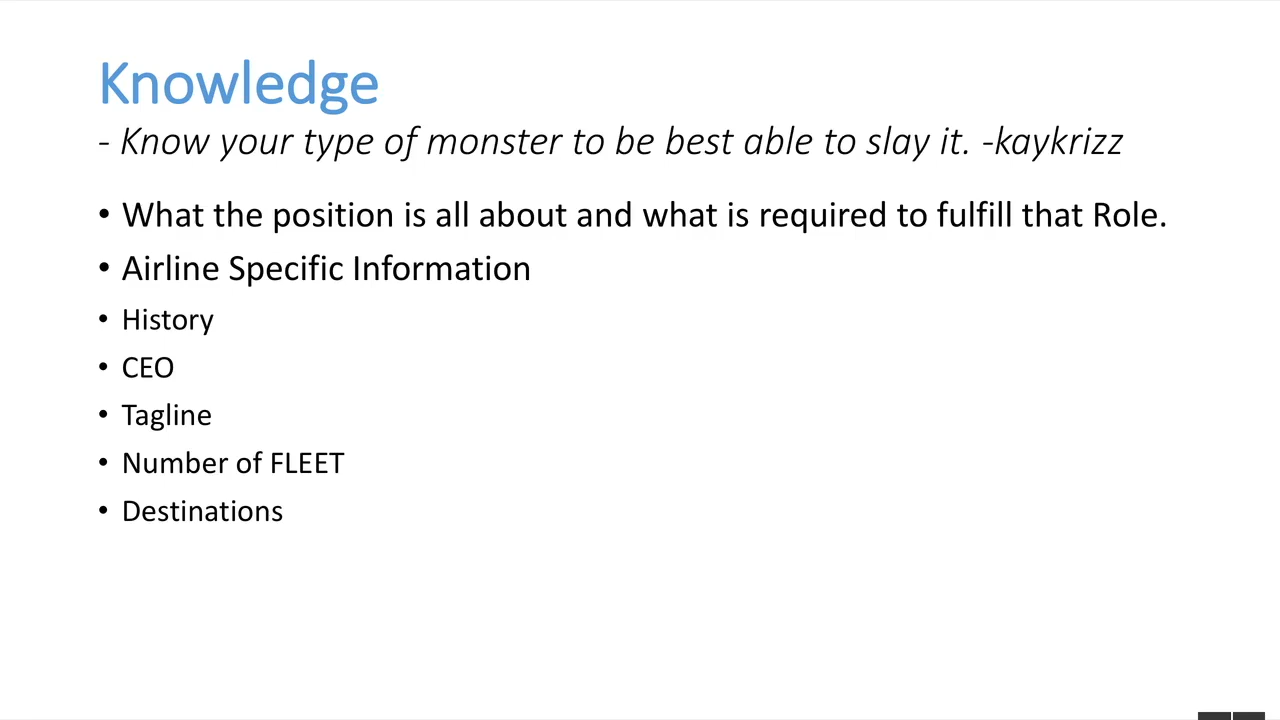 Knowledge
- Know your type of monster to be best able to slay it. -kaykrizz
• What the position is all about and what is required to fulfill that Role.
• Airline Specific Information
• History
• CEO
• Tagline
• Number of FLEET
• Destinations